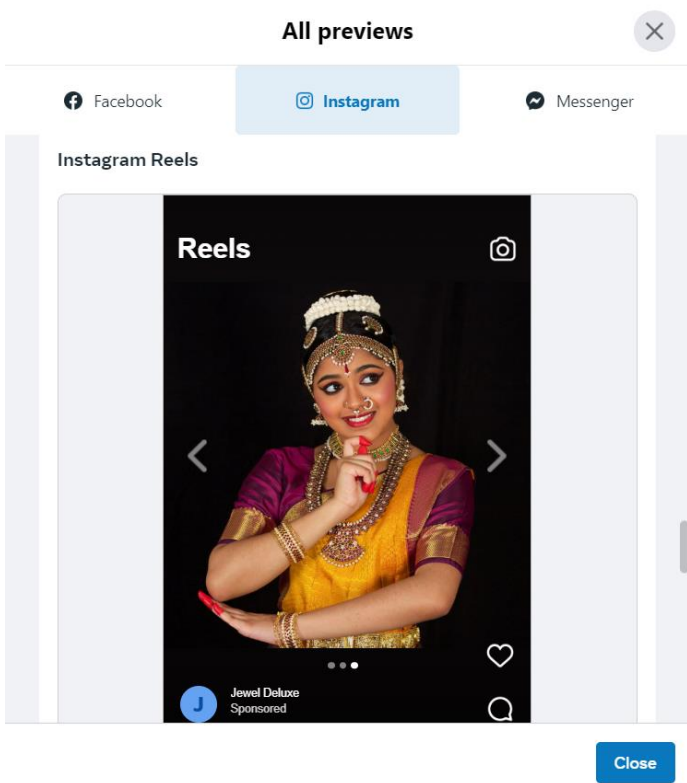 All previews
Facebook
Instagram
Messenger
Instagram Reels
Reels
J
Jewel Deluxe
Sponsored
Close